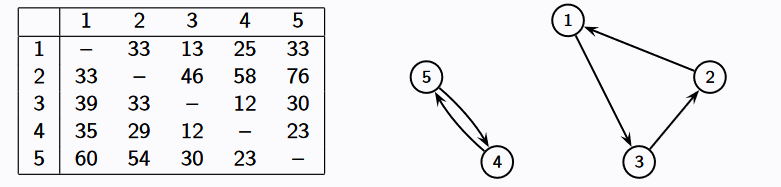 1 2 3 4 5
1 – 33 13 25 33
2 33 – 46 58 76
3 39 33 – 12 30
4 35 29 12 – 23
5 60 54 30 23 –
1
5
2
4
3